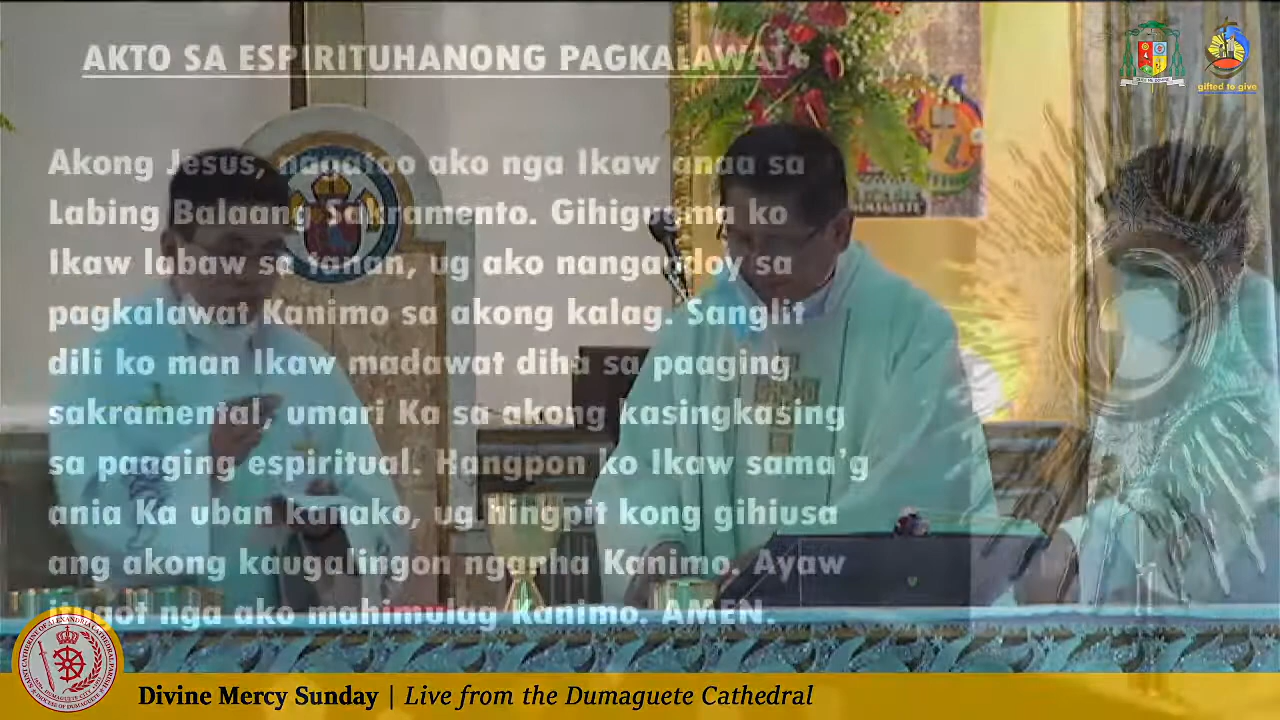 AKTO SA ESPIRITUHANONG PAGKALAWAT
gifted to give
Akong Jesus, nagatoo ako nga Ikaw anaa sa
Labing Balaang Sakramento. Gihigugma ko
Ikaw labaw sa tanan, ug ako nangandoy sa
pagkalawat Kanimo sa akong kalag. Sanglit
dili ko man Ikaw madawat diha sa paaging
sakramental, umari Ka sa akong kasingkasing
sa paaging espiritual. Hangpon ko Ikaw sama'g
ania Ka uban kanako, ug hingpit kong gihiusa
ang akong kaugalingon nganha Kanimo. Ayaw
itugot nga ako mahimulag Kanimo. AMEN.
Divine Mercy Sunday | Live from the Dumaguete Cathedral